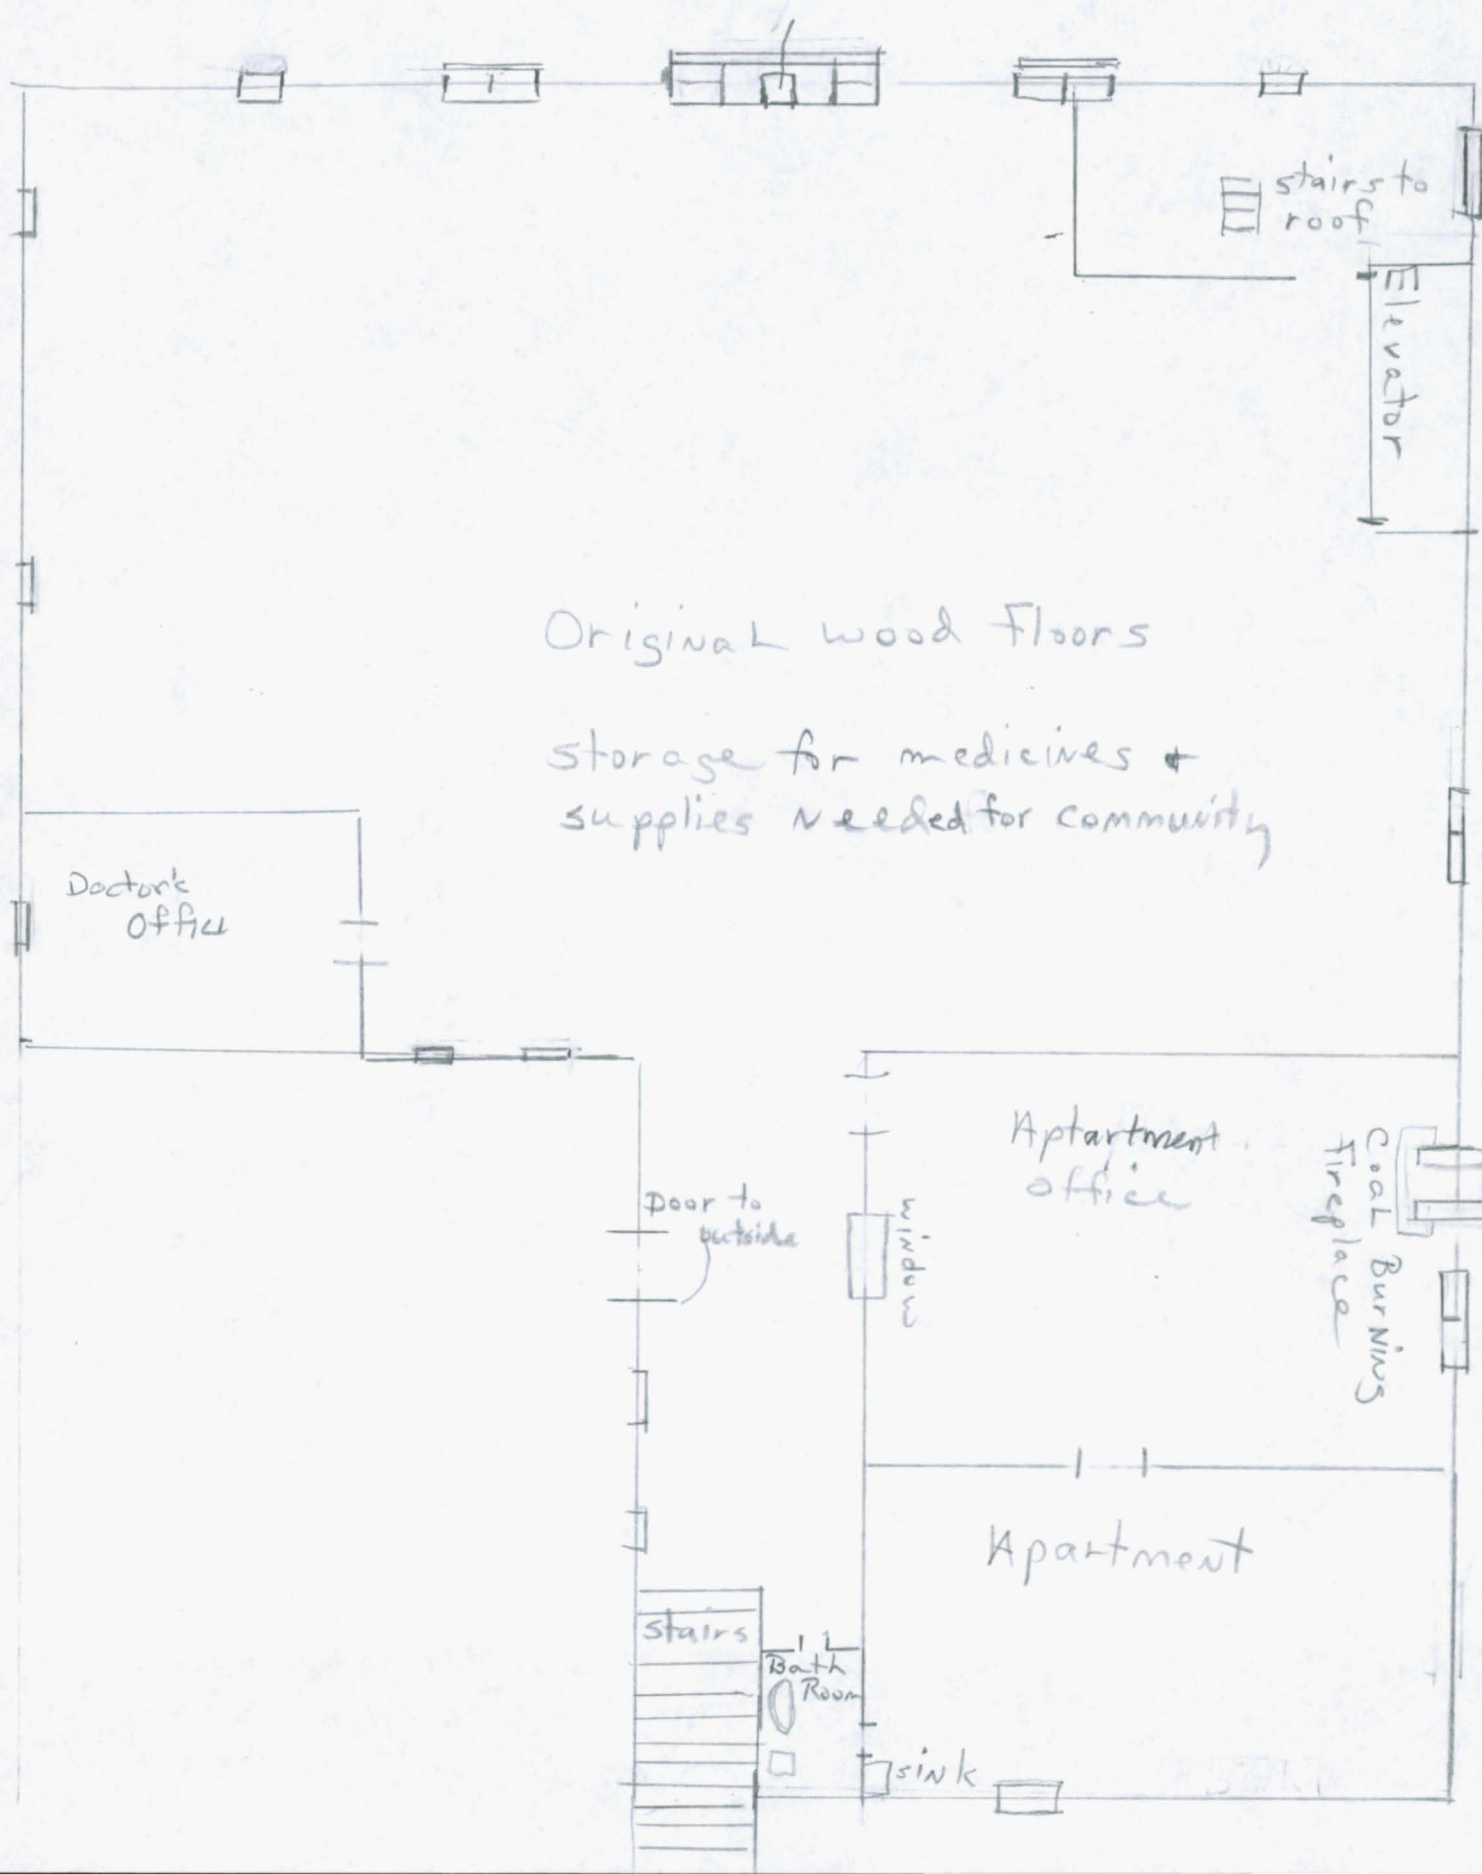 stairs to
roof
Elevator
Original wood Floors
storage for medicines +
supplies Needed for community
Doctor's
Office
Aptartment
office
Coal Burning
Fireplace
Door to
outside
window
Apartment
stairs
Bath
Room
sink